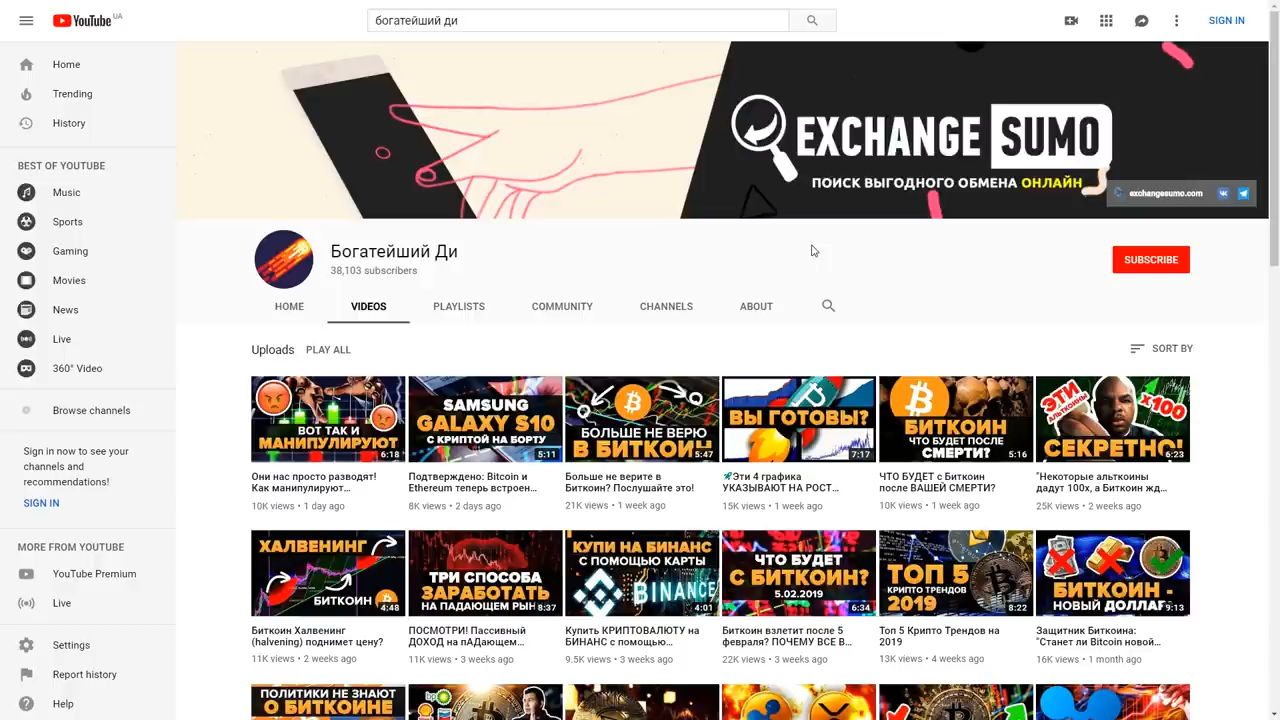 YouTube UA
богатейший ди
SIGN IN
Home
Trending
History
BEST OF YOUTUBE
Music
Sports
Gaming
Movies
News
Live
360° Video
Browse channels
Sign in now to see your
channels and
recommendations!
SIGN IN
MORE FROM YOUTUBE
YouTube Premium
Live
Settings
Report history
Help
EXCHANGE SUMO
ПОИСК ВЫГОДНОГО ОБМЕНА ОНЛАЙН
exchangesumo.com
Богатейший Ди
38,103 subscribers
SUBSCRIBE
HOME VIDEOS PLAYLISTS COMMUNITY CHANNELS ABOUT
Uploads PLAY ALL
SORT BY
ВОТ ТАК И
МАНИПУЛИРУЮТ
6:18
Они нас просто разводят!
Как манипулируют...
10K views • 1 day ago
SAMSUNG
GALAXY S10
С КРИПТОЙ НА БОРТУ
5:11
Подтверждено: Bitcoin и
Ethereum теперь встроен...
8K views • 2 days ago
БОЛЬШЕ НЕ ВЕРЮ
В БИТКОИН
5:47
Больше не верите в
Биткоин? Послушайте это!
21K views • 1 week ago
ВЫ ГОТОВЫ?
7:17
🚀Эти 4 графика
УКАЗЫВАЮТ НА РОСТ...
15K views • 1 week ago
БИТКОИН
ЧТО БУДЕТ ПОСЛЕ
СМЕРТИ?
5:16
ЧТО БУДЕТ с Биткоин
после ВАШЕЙ СМЕРТИ?
10K views • 1 week ago
ЭТИ
АЛЬТКОИНЫ
x100
СЕКРЕТНО!
6:23
"Некоторые альткоины
дадут 100x, а Биткоин жд...
25K views • 2 weeks ago
ХАЛВЕНИНГ
БИТКОИН
4:48
Биткоин Халвенинг
(halvening) поднимет цену?
11K views • 2 weeks ago
ТРИ СПОСОБА
ЗАРАБОТАТЬ
НА ПАДАЮЩЕМ РЫН
8:37
ПОСМОТРИ! Пассивный
ДОХОД на пАДающем...
11K views • 3 weeks ago
КУПИ НА БИНАНС
С ПОМОЩЬЮ КАРТЫ
BINANCE
4:01
Купить КРИПТОВАЛЮТУ на
БИНАНС с помощью...
9.5K views • 3 weeks ago
ЧТО БУДЕТ
С БИТКОИН?
5.02.2019
6:34
Биткоин взлетит после 5
февраля? ПОЧЕМУ ВСЕ В...
22K views • 3 weeks ago
ТОП 5
КРИПТО ТРЕНДОВ
2019
8:22
Топ 5 Крипто Трендов на
2019
13K views • 4 weeks ago
БИТКОИН -
НОВЫЙ ДОЛЛАР
9:13
Защитник Биткоина:
"Станет ли Bitcoin новой...
16K views • 1 month ago
ПОЛИТИКИ НЕ ЗНАЮТ
О БИТКОИНЕ
bp